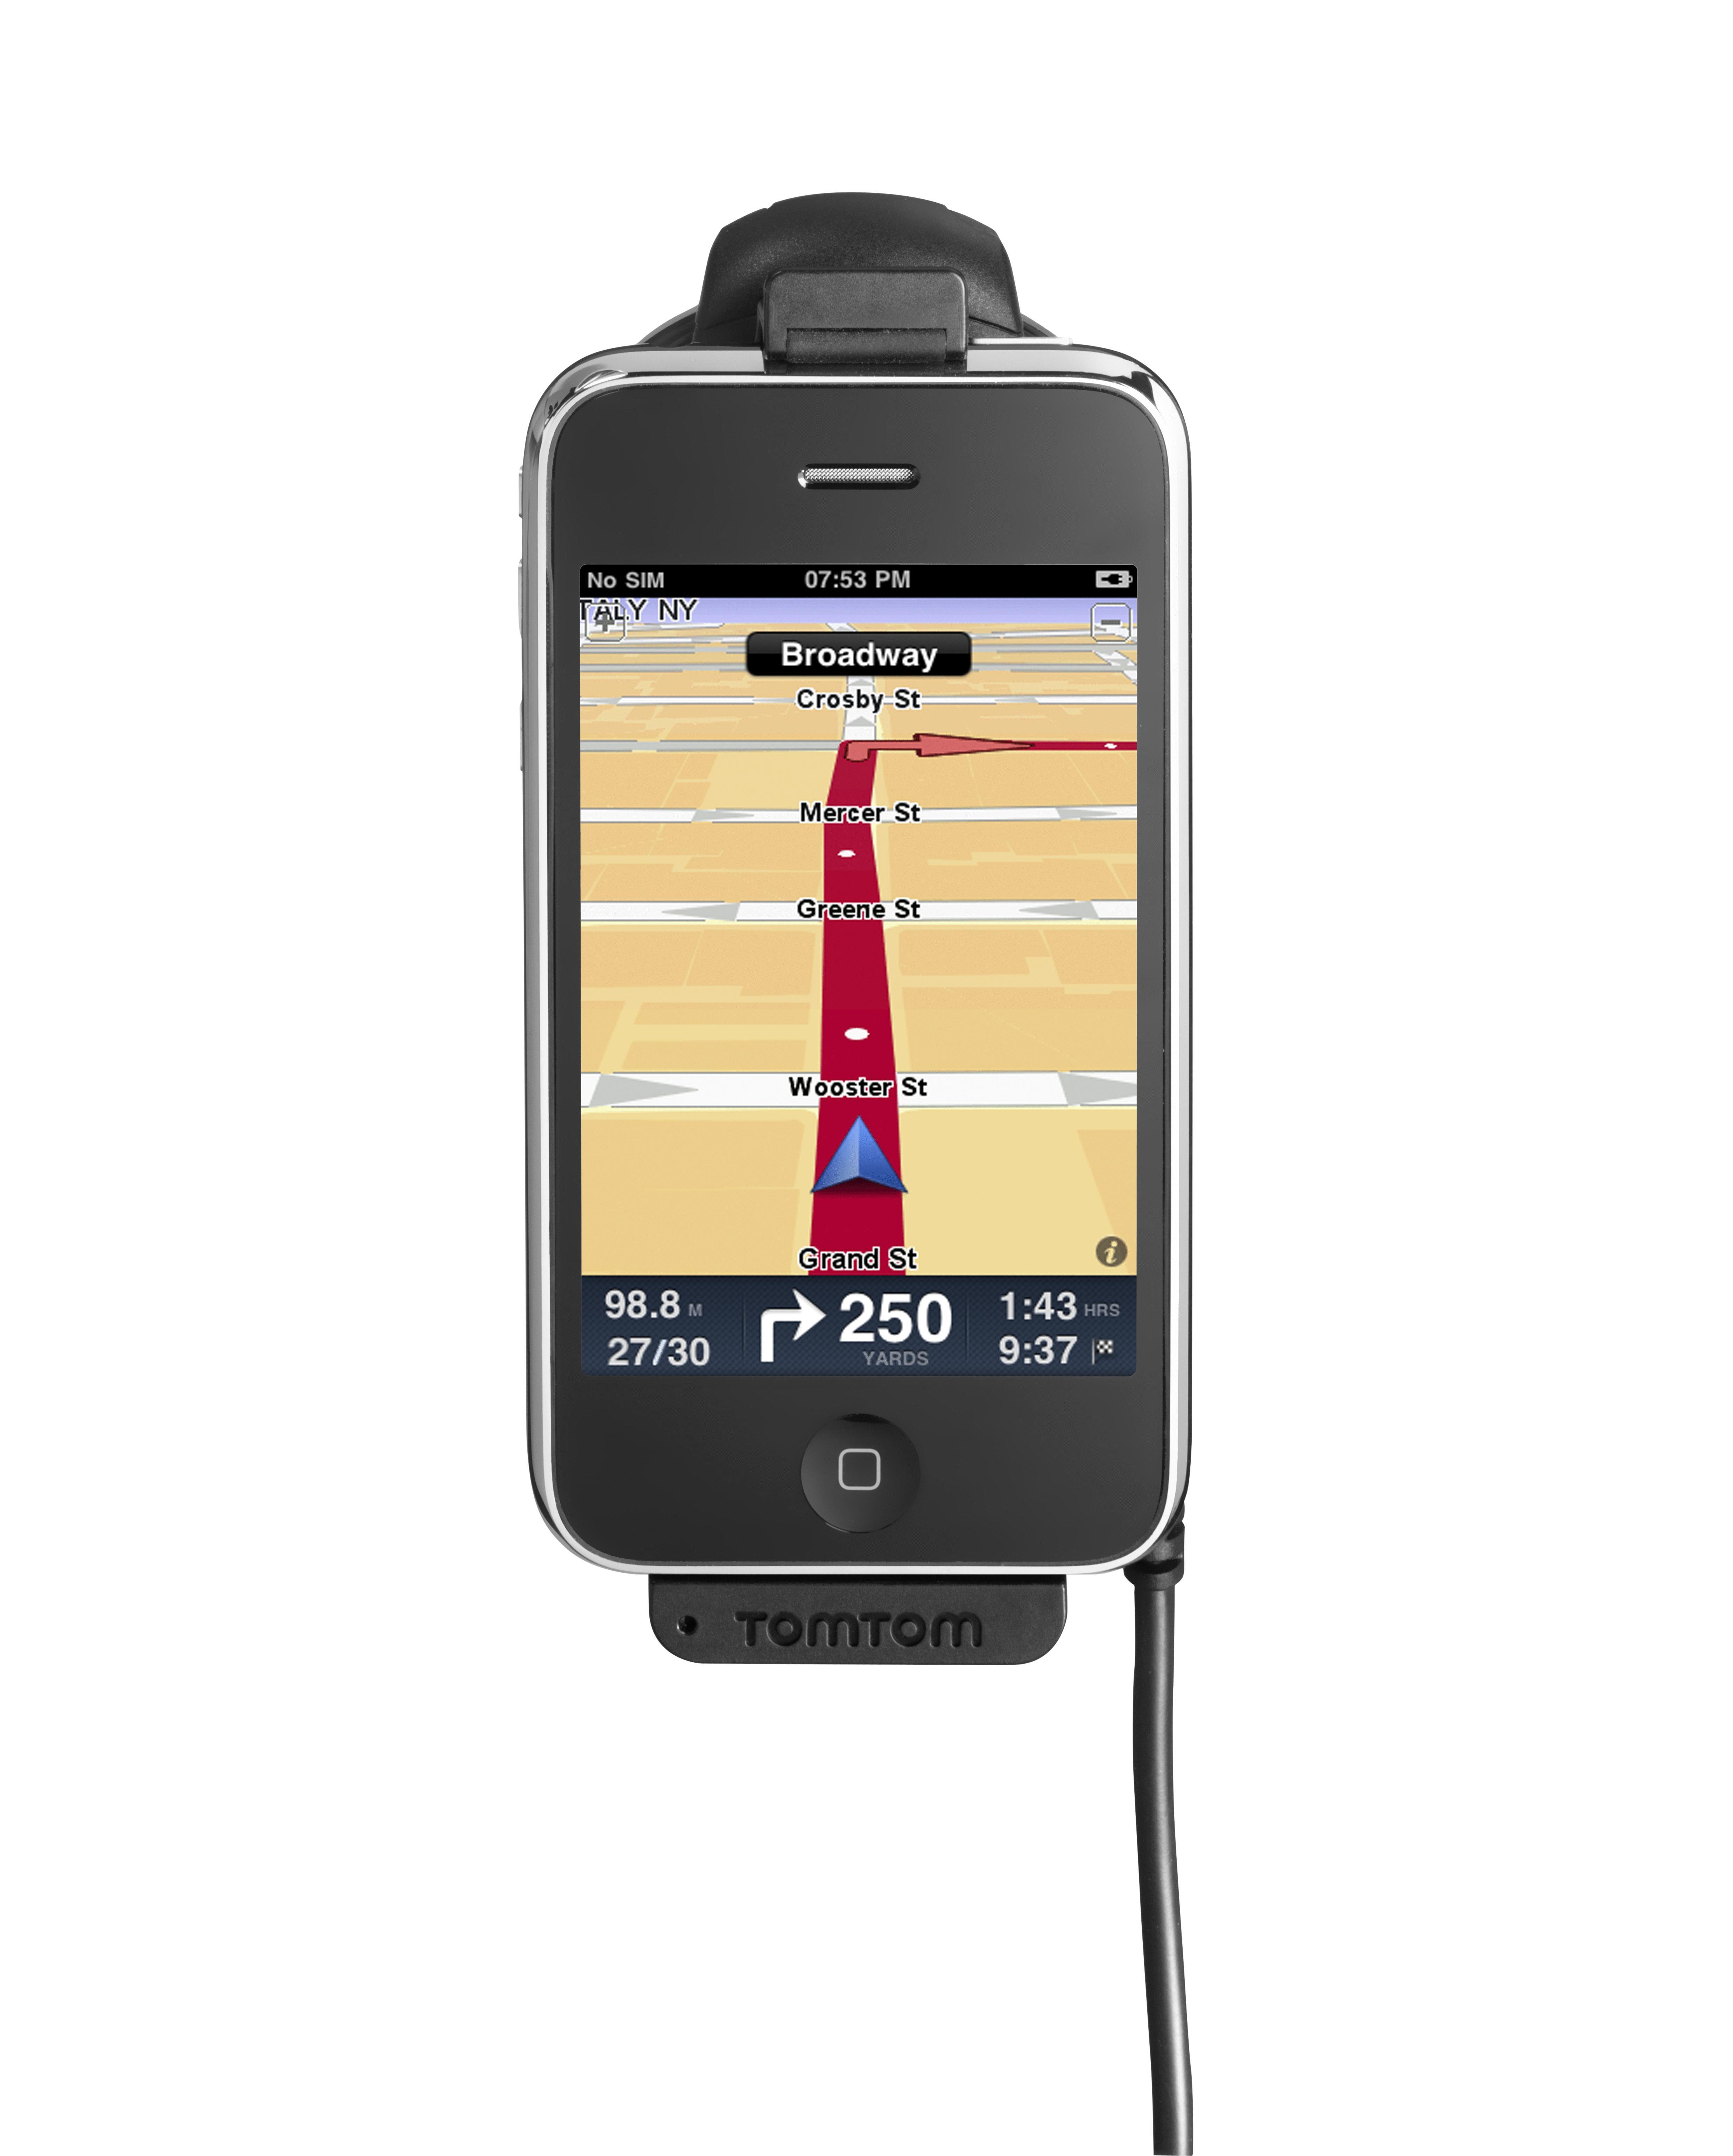 No SIM 07:53 PM
TALY NY
+ −
Broadway
Crosby St
Mercer St
Greene St
Wooster St
Grand St
i
98.8 M 250 1:43 HRS
27/30 YARDS 9:37
TOMTOM